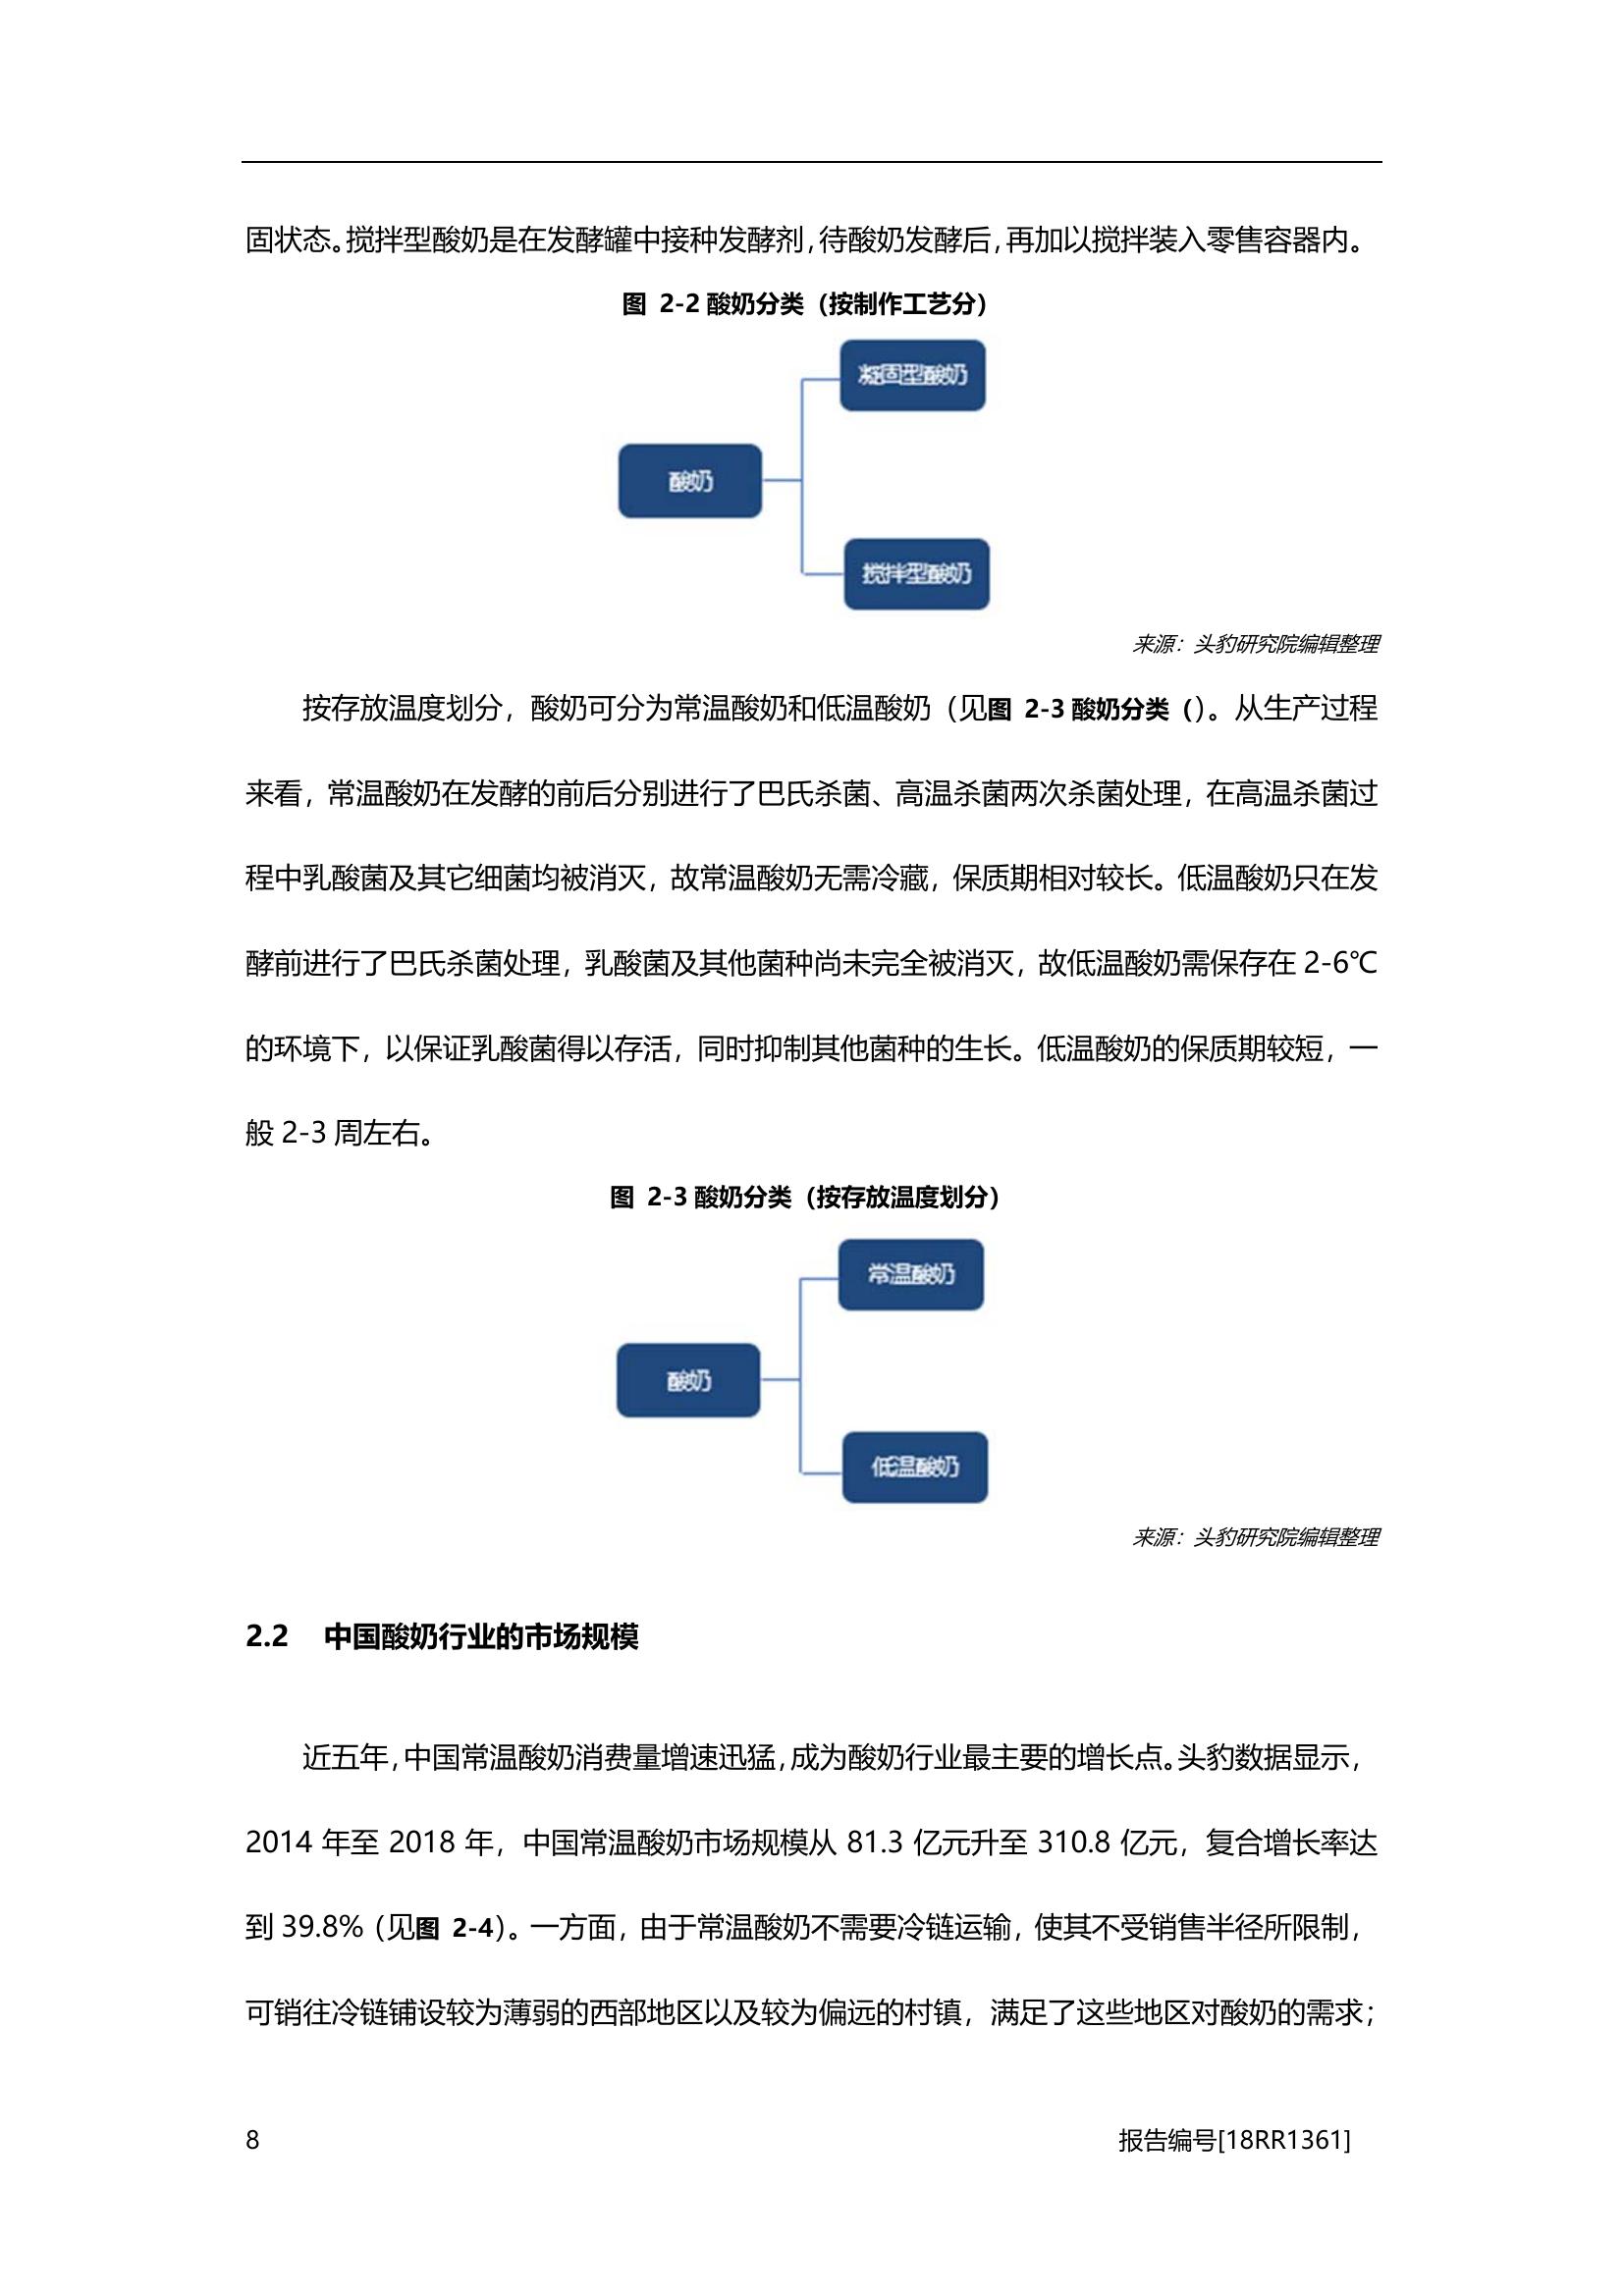 固状态。搅拌型酸奶是在发酵罐中接种发酵剂，待酸奶发酵后，再加以搅拌装入零售容器内。
图 2-2 酸奶分类（按制作工艺分）
凝固型酸奶
酸奶
搅拌型酸奶
来源：头豹研究院编辑整理
按存放温度划分，酸奶可分为常温酸奶和低温酸奶（见图 2-3 酸奶分类（）。从生产过程
来看，常温酸奶在发酵的前后分别进行了巴氏杀菌、高温杀菌两次杀菌处理，在高温杀菌过
程中乳酸菌及其它细菌均被消灭，故常温酸奶无需冷藏，保质期相对较长。低温酸奶只在发
酵前进行了巴氏杀菌处理，乳酸菌及其他菌种尚未完全被消灭，故低温酸奶需保存在 2-6℃
的环境下，以保证乳酸菌得以存活，同时抑制其他菌种的生长。低温酸奶的保质期较短，一
般 2-3 周左右。
图 2-3 酸奶分类（按存放温度划分）
常温酸奶
酸奶
低温酸奶
来源：头豹研究院编辑整理
2.2 中国酸奶行业的市场规模
近五年，中国常温酸奶消费量增速迅猛，成为酸奶行业最主要的增长点。头豹数据显示，
2014 年至 2018 年，中国常温酸奶市场规模从 81.3 亿元升至 310.8 亿元，复合增长率达
到 39.8%（见图 2-4）。一方面，由于常温酸奶不需要冷链运输，使其不受销售半径所限制，
可销往冷链铺设较为薄弱的西部地区以及较为偏远的村镇，满足了这些地区对酸奶的需求；
8 报告编号[18RR1361]